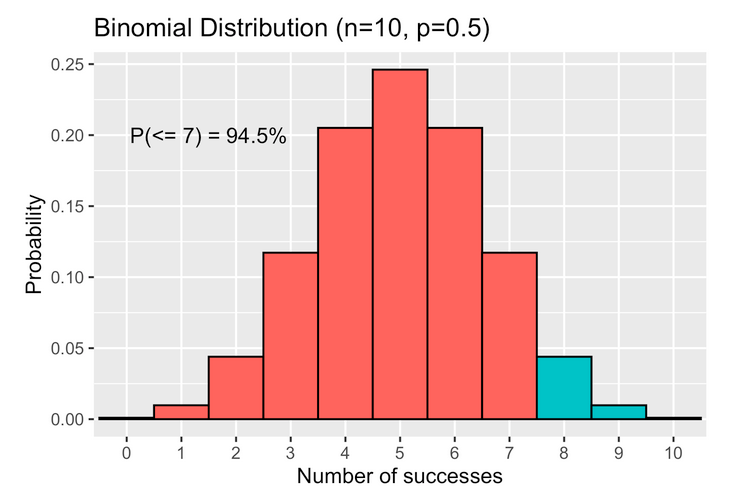 Binomial Distribution (n=10, p=0.5)
0.25
0.20
0.15
0.10
0.05
0.00
Probability
P(<= 7) = 94.5%
0 1 2 3 4 5 6 7 8 9 10
Number of successes